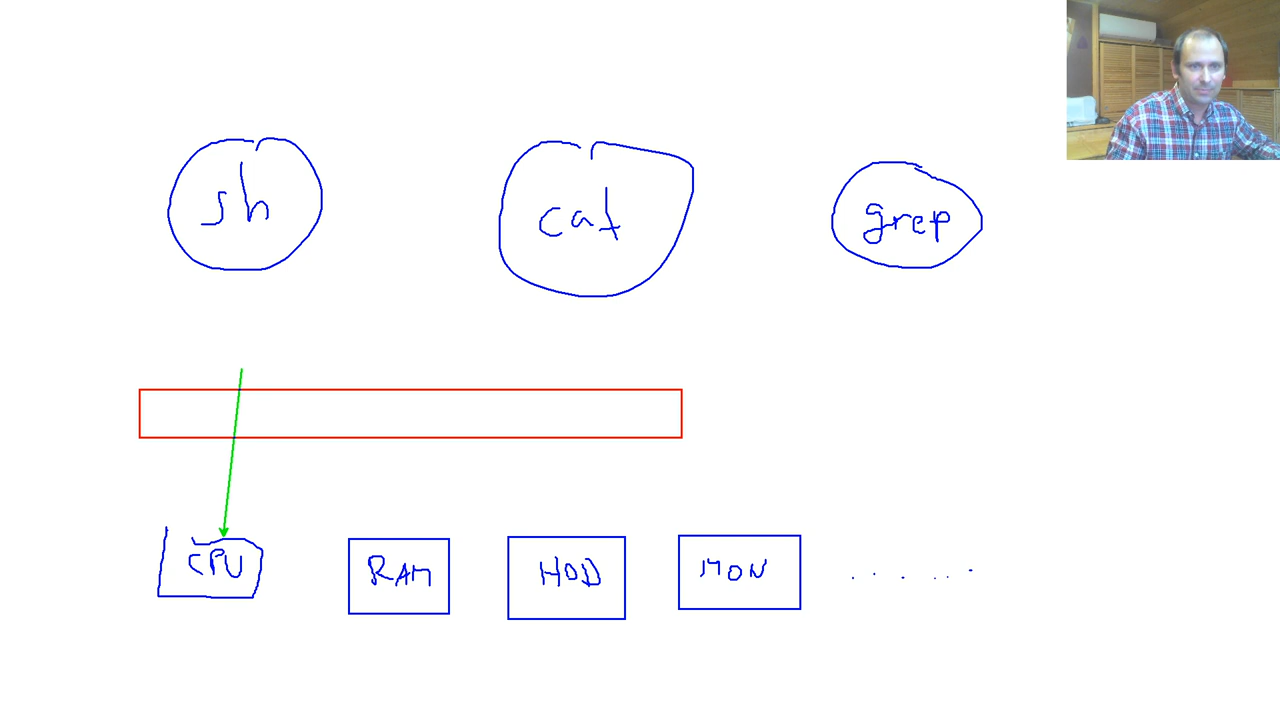 sh cat grep
CPU RAM HDD MON ......